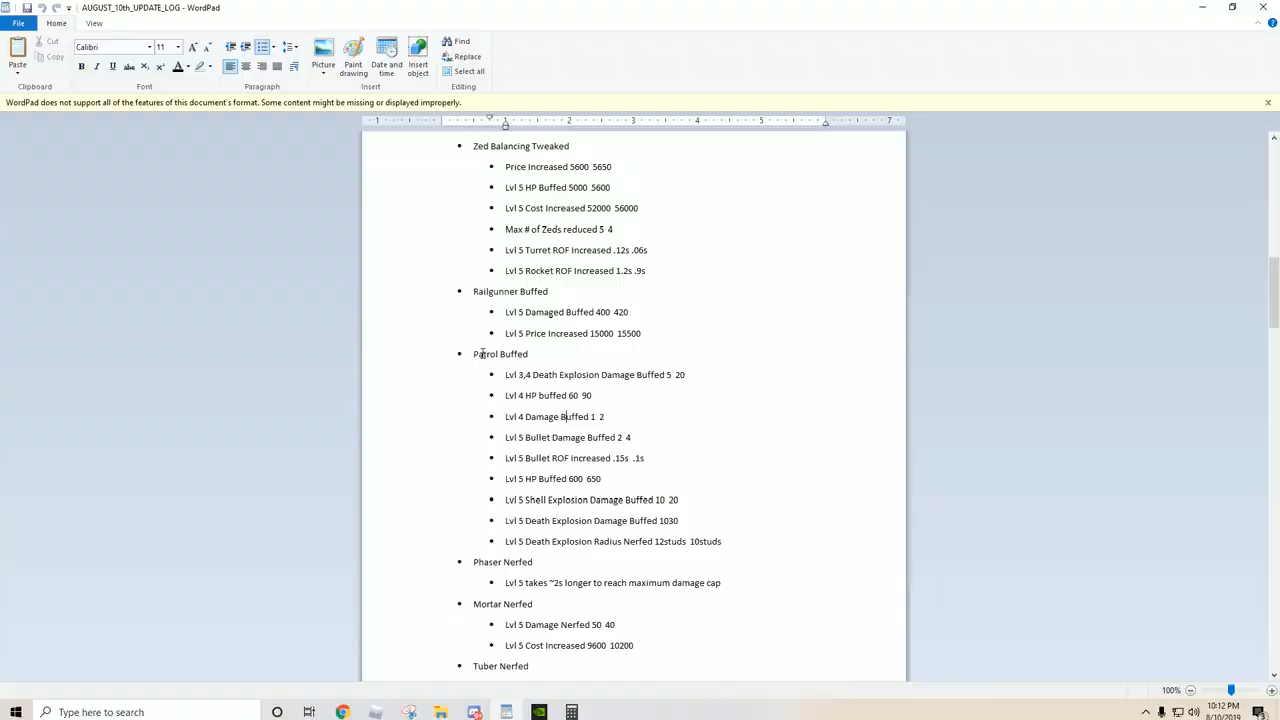 AUGUST_10th_UPDATE_LOG - WordPad
File Home View
Paste Cut Copy Calibri 11 Picture Paint drawing Date and time Insert object Find Replace Select all
Clipboard Font Paragraph Insert Editing
WordPad does not support all of the features of this document's format. Some content might be missing or displayed improperly.
1 1 2 3 4 5 7
Zed Balancing Tweaked
Price Increased 5600 5650
Lvl 5 HP Buffed 5000 5600
Lvl 5 Cost Increased 52000 56000
Max # of Zeds reduced 5 4
Lvl 5 Turret ROF Increased .12s .06s
Lvl 5 Rocket ROF Increased 1.2s .9s
Railgunner Buffed
Lvl 5 Damaged Buffed 400 420
Lvl 5 Price Increased 15000 15500
Patrol Buffed
Lvl 3,4 Death Explosion Damage Buffed 5 20
Lvl 4 HP buffed 60 90
Lvl 4 Damage Buffed 1 2
Lvl 5 Bullet Damage Buffed 2 4
Lvl 5 Bullet ROF increased .15s .1s
Lvl 5 HP Buffed 600 650
Lvl 5 Shell Explosion Damage Buffed 10 20
Lvl 5 Death Explosion Damage Buffed 1030
Lvl 5 Death Explosion Radius Nerfed 12studs 10studs
Phaser Nerfed
Lvl 5 takes ~2s longer to reach maximum damage cap
Mortar Nerfed
Lvl 5 Damage Nerfed 50 40
Lvl 5 Cost Increased 9600 10200
Tuber Nerfed
100%
Type here to search
10:12 PM